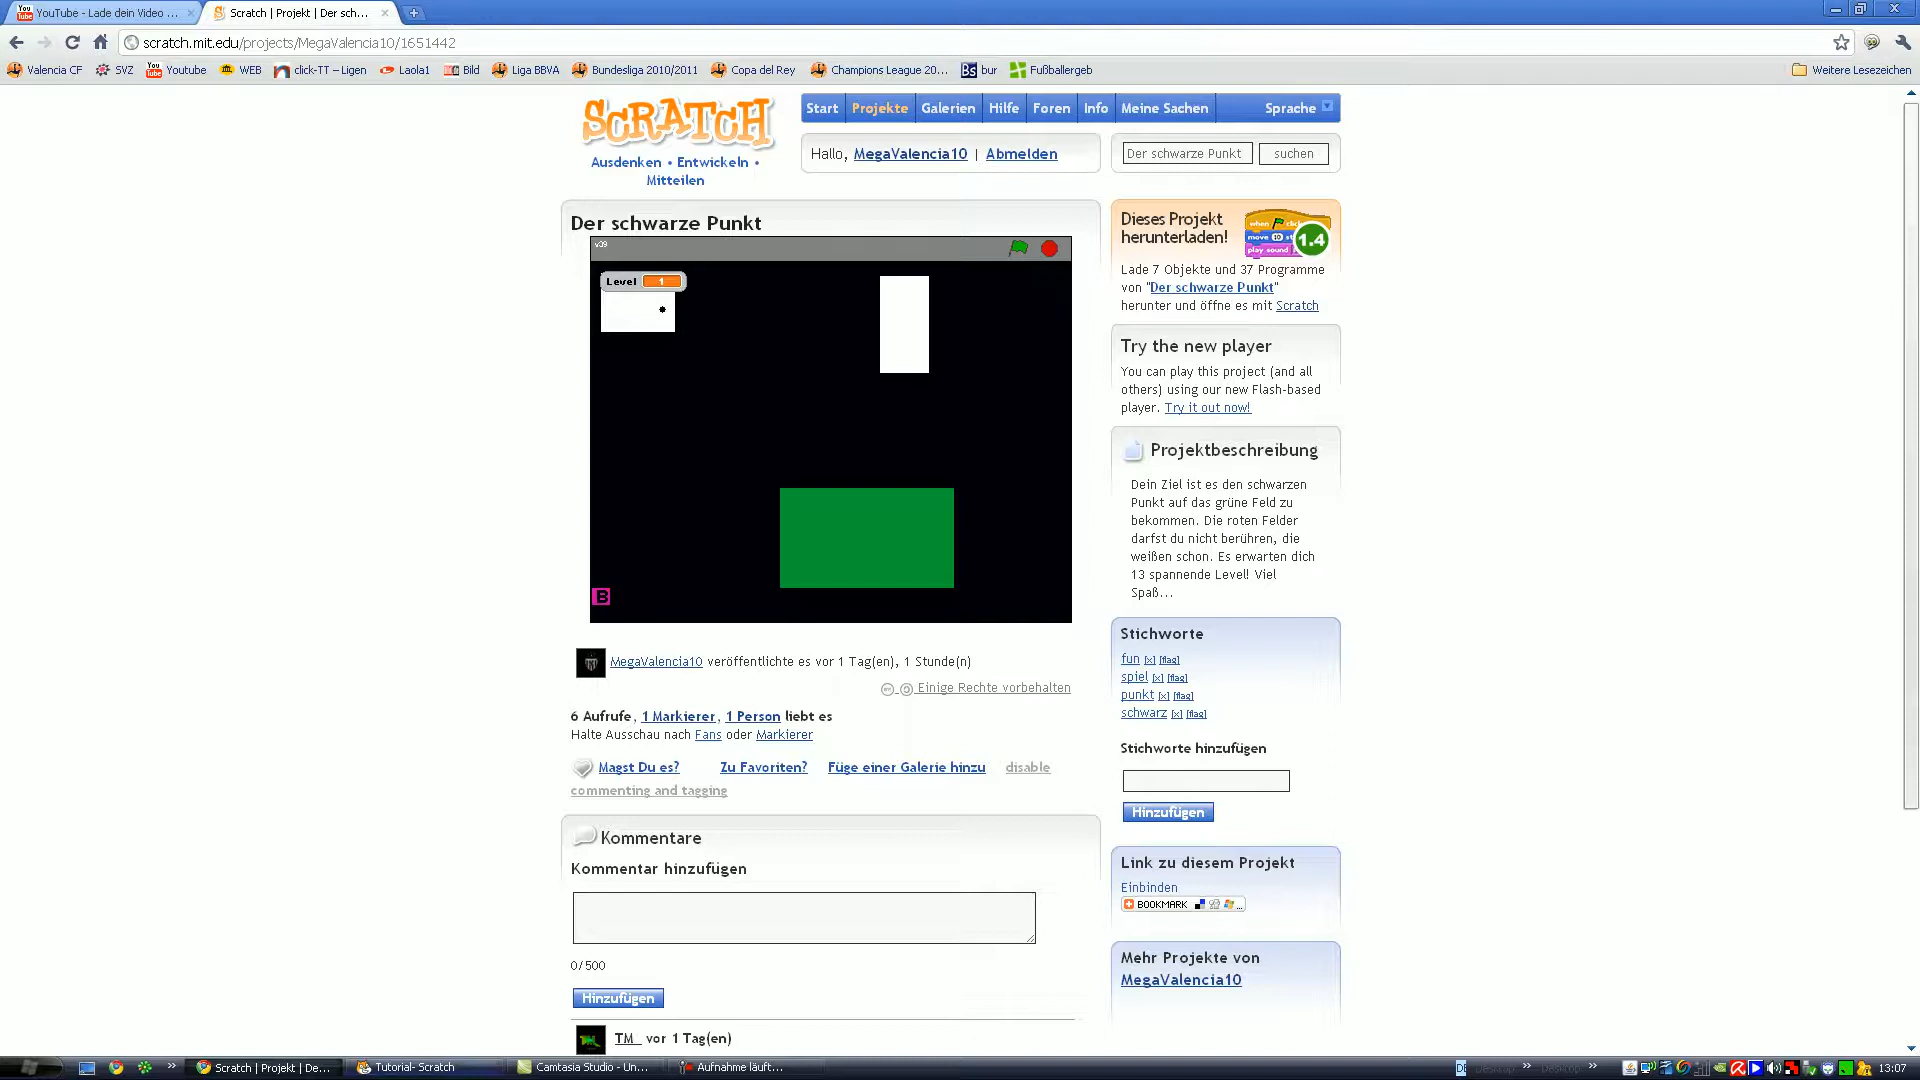 YouTube - Lade dein Video ...
Scratch | Projekt | Der sch...
scratch.mit.edu/projects/MegaValencia10/1651442
Valencia CF
SVZ
Youtube
WEB
click-TT – Ligen
Laola1
Bild
Liga BBVA
Bundesliga 2010/2011
Copa del Rey
Champions League 20...
bur
Fußballergeb
Weitere Lesezeichen
SCRATCH
Ausdenken • Entwickeln •
Mitteilen
Start
Projekte
Galerien
Hilfe
Foren
Info
Meine Sachen
Sprache
Hallo, MegaValencia10 | Abmelden
Der schwarze Punkt
suchen
Der schwarze Punkt
v39
Level 1
B
MegaValencia10 veröffentlichte es vor 1 Tag(en), 1 Stunde(n)
Einige Rechte vorbehalten
6 Aufrufe, 1 Markierer, 1 Person liebt es
Halte Ausschau nach Fans oder Markierer
Magst Du es?
Zu Favoriten?
Füge einer Galerie hinzu
disable
commenting and tagging
Kommentare
Kommentar hinzufügen
0/500
Hinzufügen
TM_ vor 1 Tag(en)
Dieses Projekt
herunterladen!
1.4
Lade 7 Objekte und 37 Programme
von "Der schwarze Punkt"
herunter und öffne es mit Scratch
Try the new player
You can play this project (and all
others) using our new Flash-based
player. Try it out now!
Projektbeschreibung
Dein Ziel ist es den schwarzen
Punkt auf das grüne Feld zu
bekommen. Die roten Felder
darfst du nicht berühren, die
weißen schon. Es erwarten dich
13 spannende Level! Viel
Spaß...
Stichworte
fun [x] [flag]
spiel [x] [flag]
punkt [x] [flag]
schwarz [x] [flag]
Stichworte hinzufügen
Hinzufügen
Link zu diesem Projekt
Einbinden
BOOKMARK
Mehr Projekte von
MegaValencia10
Scratch | Projekt | De...
Tutorial- Scratch
Camtasia Studio - Un...
Aufnahme läuft...
DE
Desktop
Desktop
13:07